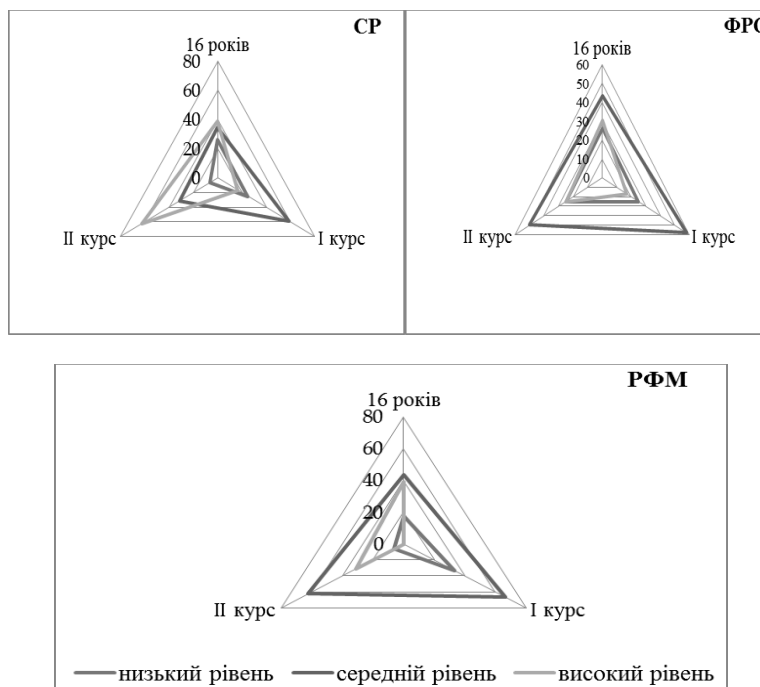 СР
16 років
80
60
40
20
0
II курс
I курс
ФРО
16 років
60
50
40
30
20
10
0
II курс
I курс
РФМ
16 років
80
60
40
20
0
II курс
I курс
низький рівень
середній рівень
високий рівень